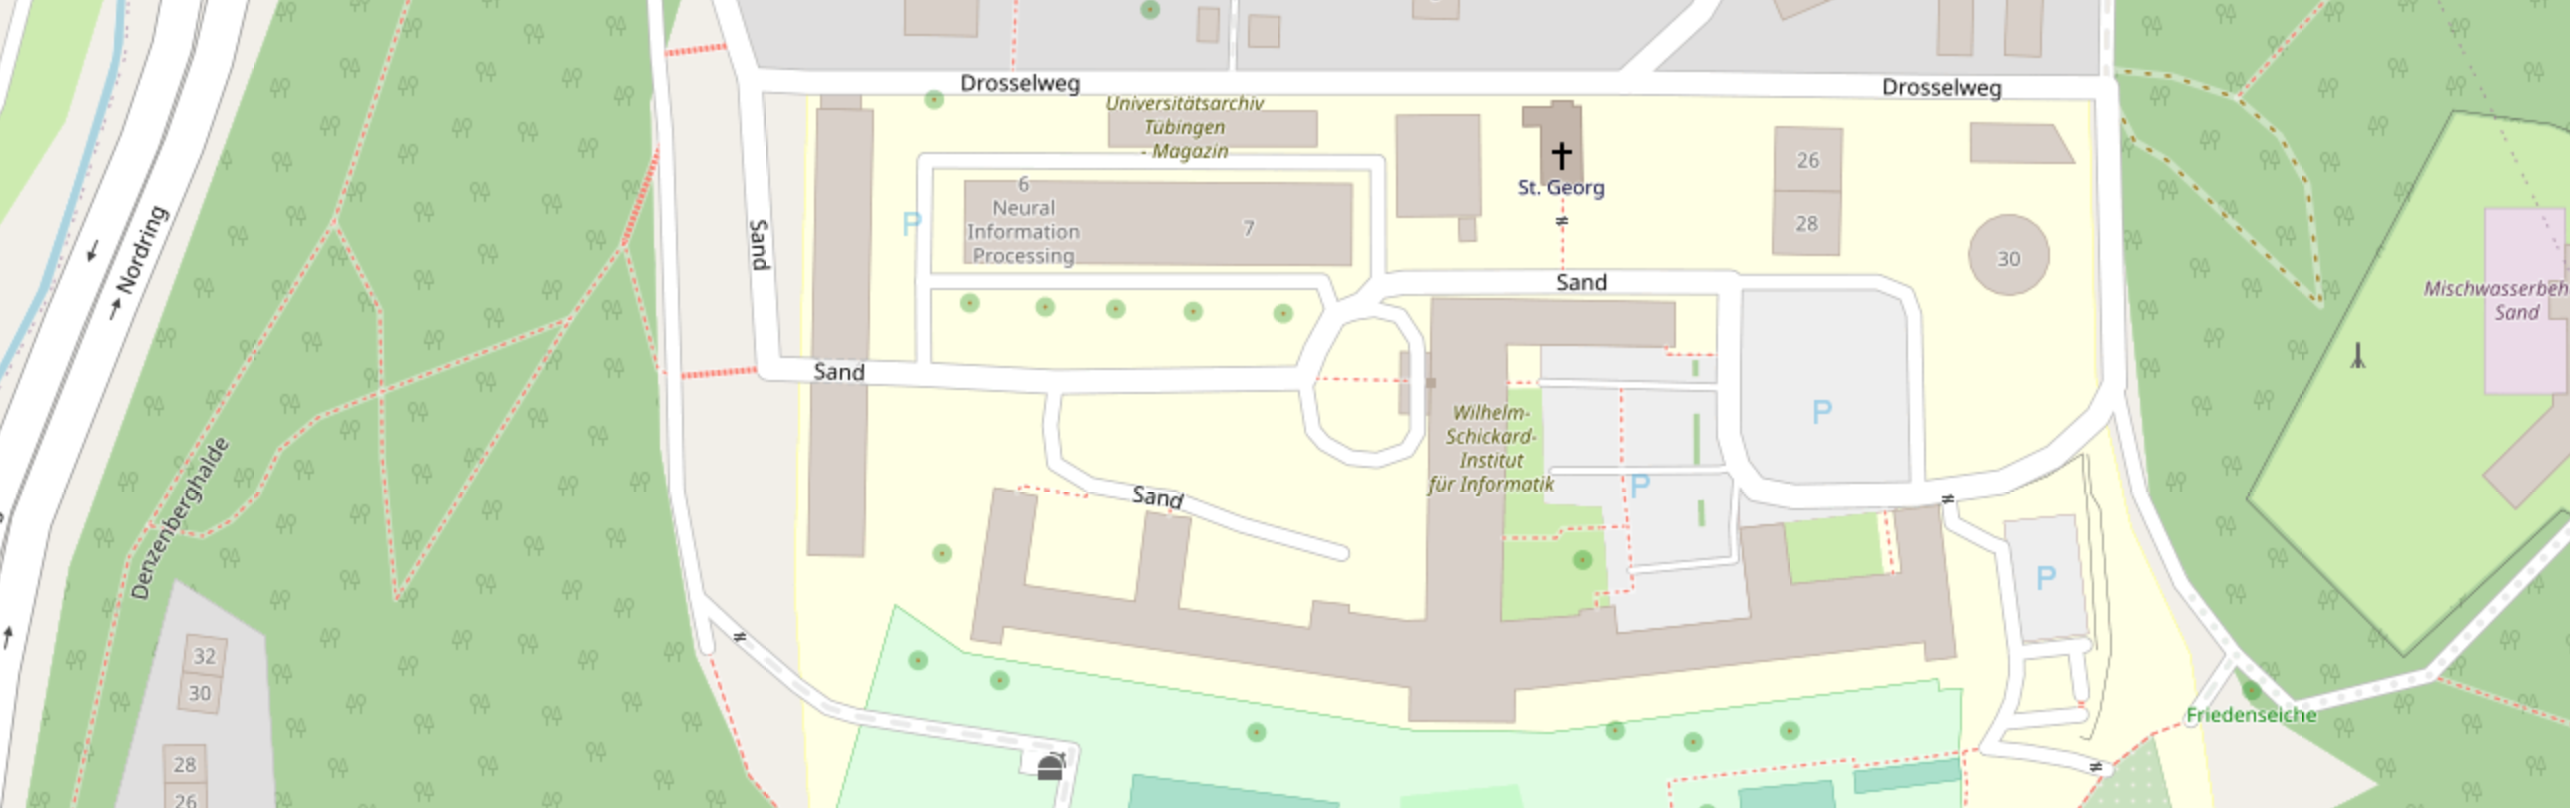 Drosselweg
Drosselweg
Universitätsarchiv
Tübingen
- Magazin
26
28
St. Georg
6
Neural
Information
Processing
7
P
Nordring
Sand
30
Sand
Mischwasserbeh
Sand
Sand
P
Wilhelm-
Schickard-
Institut
für Informatik
P
Sand
Denzenberghalde
P
32
30
Friedenseiche
28
26